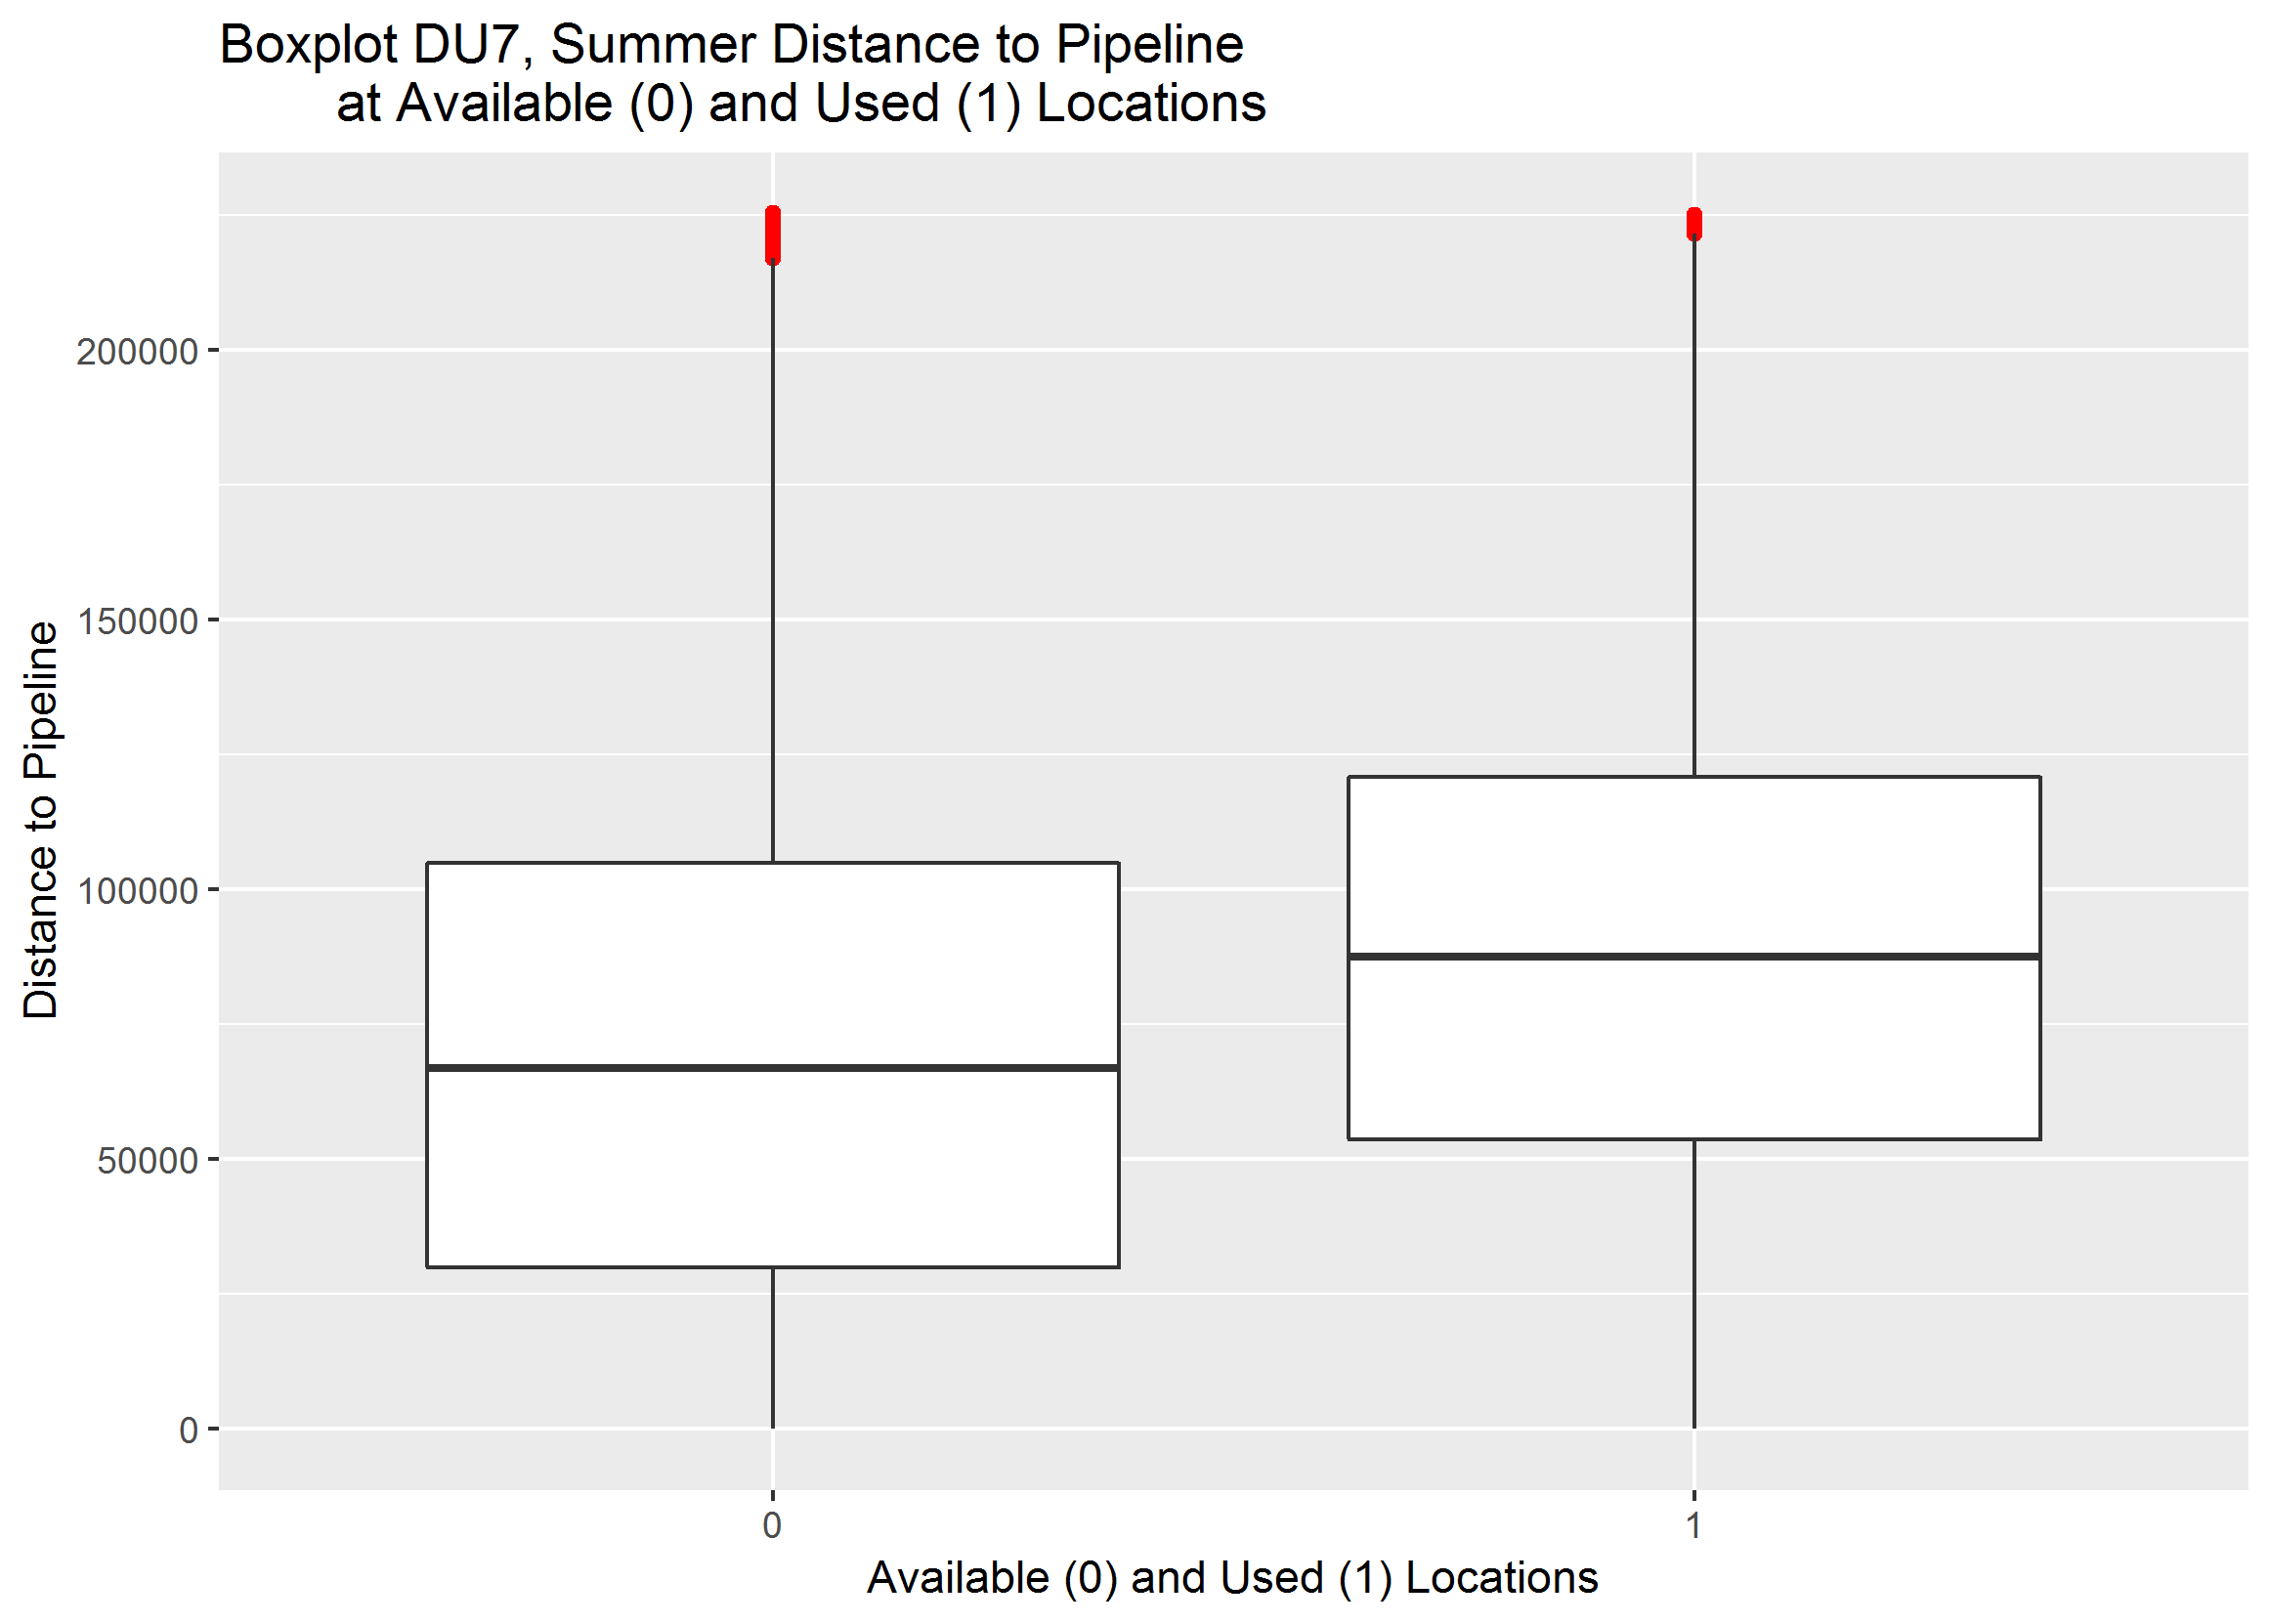 Boxplot DU7, Summer Distance to Pipeline
at Available (0) and Used (1) Locations
Distance to Pipeline
200000
150000
100000
50000
0
0
1
Available (0) and Used (1) Locations